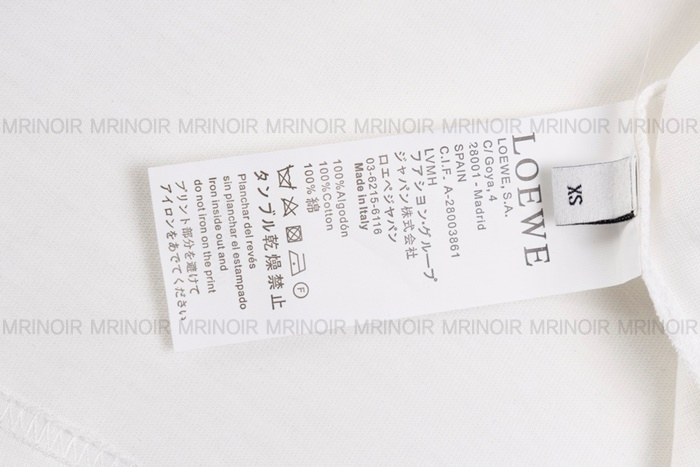 MRINOIR MRINOIR MRINOIR MRINOIR MRINOIR MRINOIR MRINOIR MRINOIR
LOEWE
XS
LOEWE, S.A.
C/ Goya, 4
28001 - Madrid
SPAIN
C.I.F. A-28003861
LVMH
ファション・グループ
ジャパン株式会社
ロエベジャパン
03-6215-6116
Made in Italy
100%Algodón
100%Cotton
100% 綿
F
タンブル乾燥禁止
Planchar del revés
sin planchar el estampado
Iron inside out and
do not iron on the print
プリント部分を避けて
アイロンをあてでください
MRINOIR MRINOIR MRINOIR MRINOIR MRINOIR MRINOIR MRINOIR MRINOIR